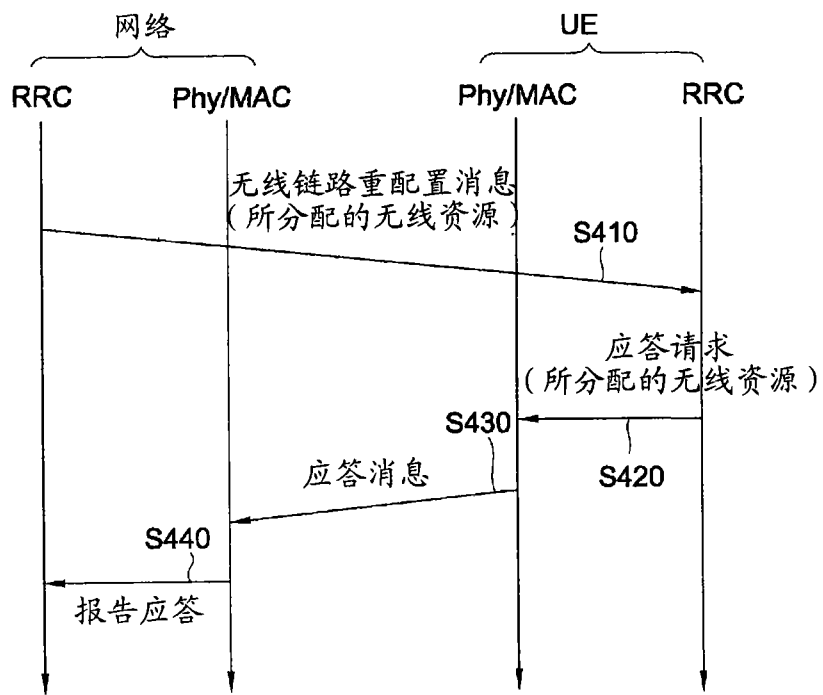 网络
UE
RRC
Phy/MAC
Phy/MAC
RRC
无线链路重配置消息
（所分配的无线资源）
S410
应答请求
（所分配的无线资源）
S430
S420
应答消息
S440
报告应答